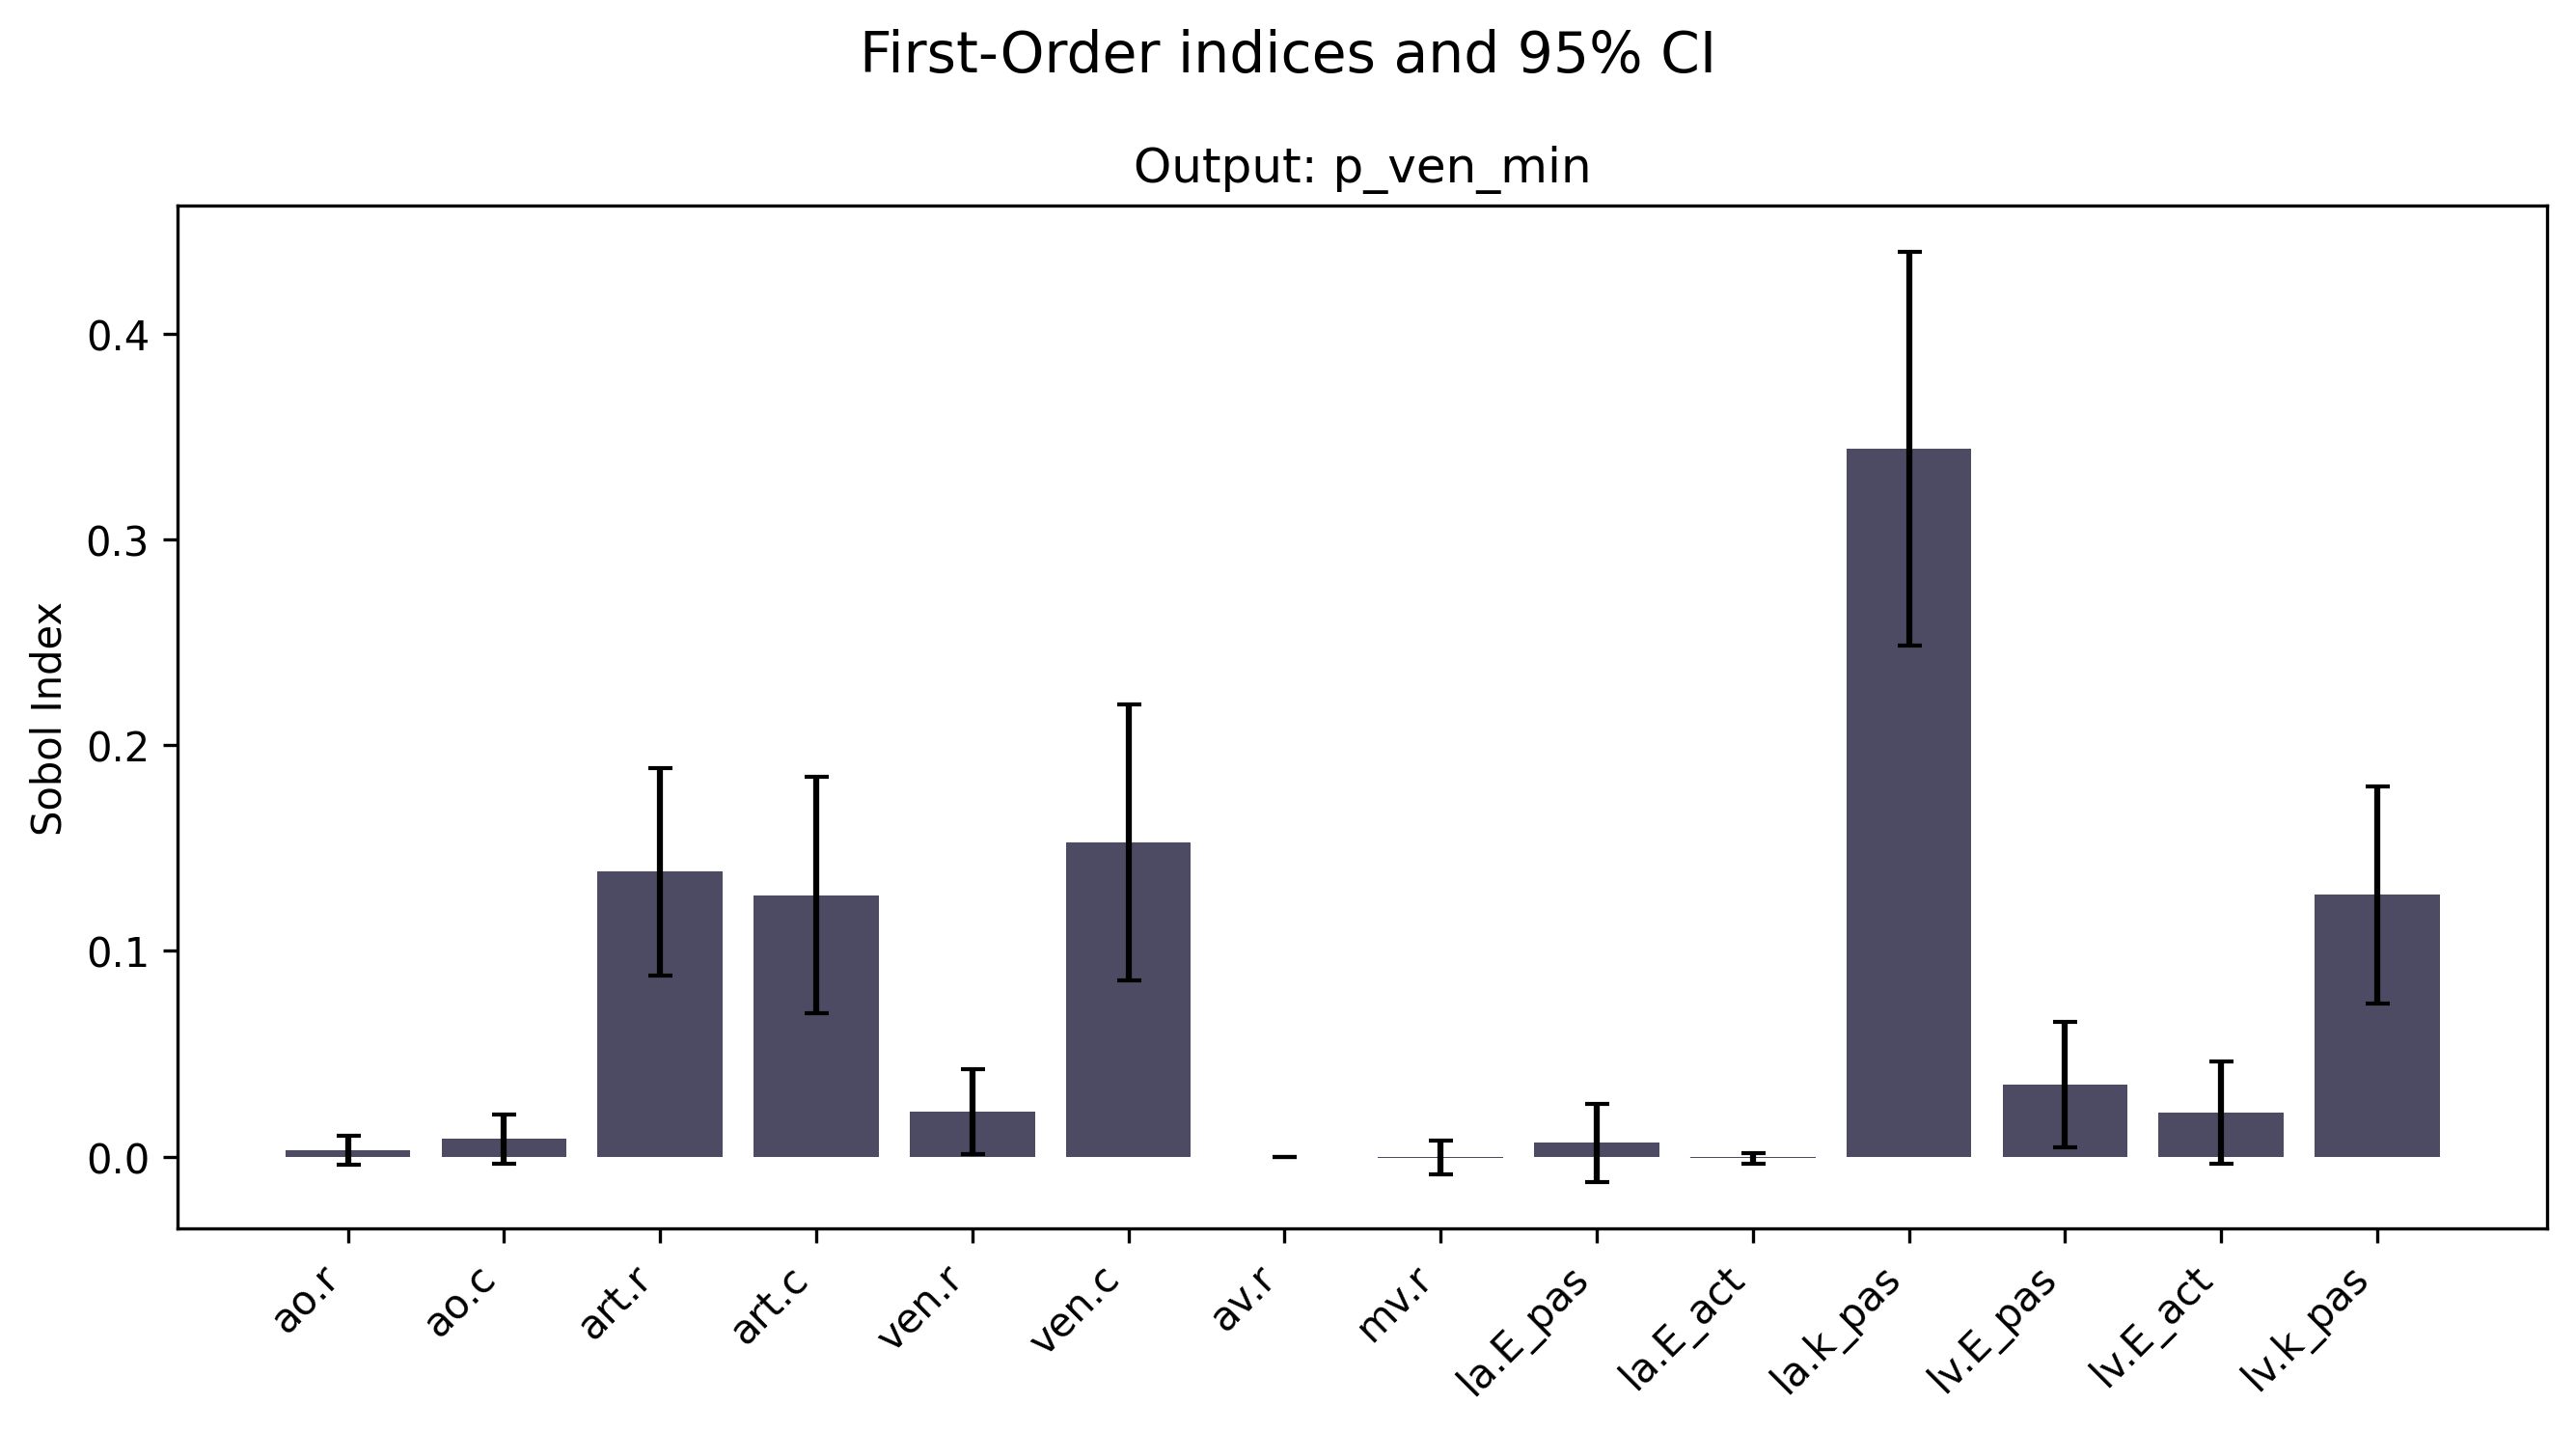 First-Order indices and 95% CI
Output: p_ven_min
Sobol Index
0.4
0.3
0.2
0.1
0.0
ao.r
ao.c
art.r
art.c
ven.r
ven.c
av.r
mv.r
la.E_pas
la.E_act
la.k_pas
lv.E_pas
lv.E_act
lv.k_pas